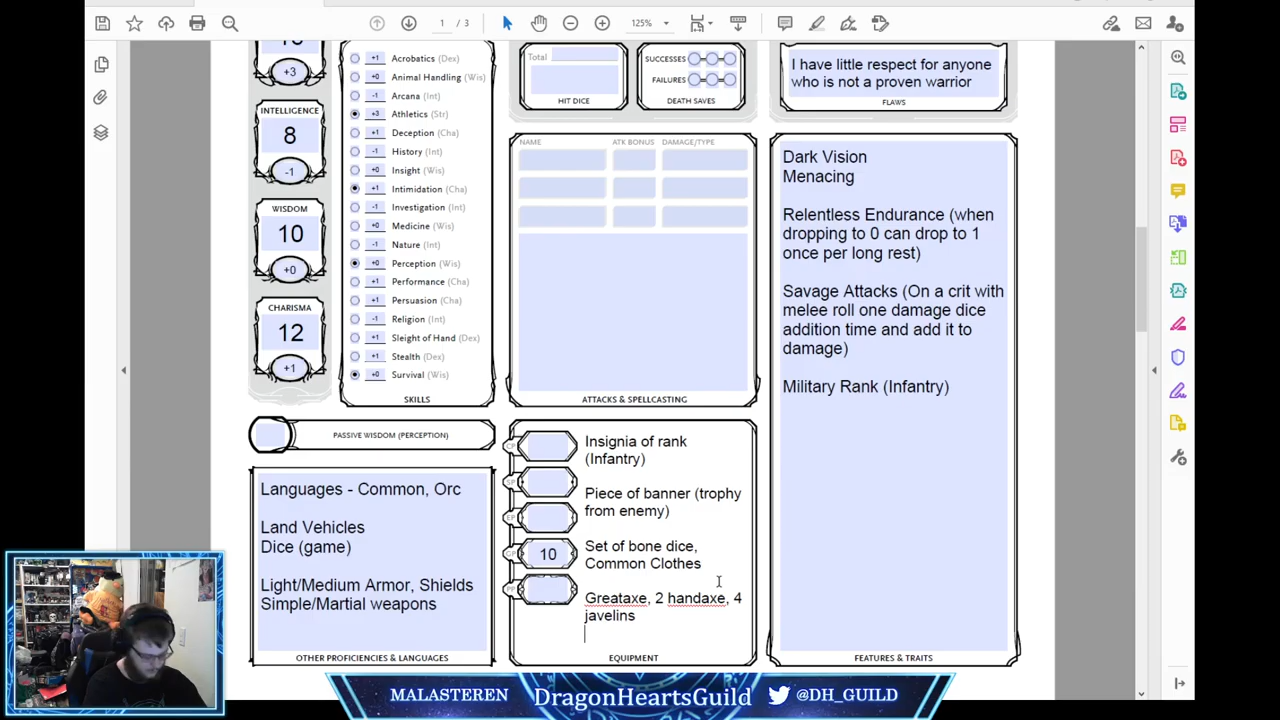 1 / 3
125%
+3
INTELLIGENCE
8
-1
WISDOM
10
+0
CHARISMA
12
+1
+1 Acrobatics (Dex)
+0 Animal Handling (Wis)
-1 Arcana (Int)
+3 Athletics (Str)
+1 Deception (Cha)
-1 History (Int)
+0 Insight (Wis)
+1 Intimidation (Cha)
-1 Investigation (Int)
+0 Medicine (Wis)
-1 Nature (Int)
+0 Perception (Wis)
+1 Performance (Cha)
+1 Persuasion (Cha)
-1 Religion (Int)
+1 Sleight of Hand (Dex)
+1 Stealth (Dex)
+0 Survival (Wis)
SKILLS
PASSIVE WISDOM (PERCEPTION)
Languages - Common, Orc
Land Vehicles
Dice (game)
Light/Medium Armor, Shields
Simple/Martial weapons
OTHER PROFICIENCIES & LANGUAGES
Total
HIT DICE
SUCCESSES
FAILURES
DEATH SAVES
NAME ATK BONUS DAMAGE/TYPE
ATTACKS & SPELLCASTING
CP
SP
EP
GP
10
PP
Insignia of rank
(Infantry)
Piece of banner (trophy
from enemy)
Set of bone dice,
Common Clothes
Greataxe, 2 handaxe, 4
javelins
EQUIPMENT
I have little respect for anyone
who is not a proven warrior
FLAWS
Dark Vision
Menacing
Relentless Endurance (when
dropping to 0 can drop to 1
once per long rest)
Savage Attacks (On a crit with
melee roll one damage dice
addition time and add it to
damage)
Military Rank (Infantry)
FEATURES & TRAITS
MALASTEREN DragonHeartsGuild @DH_GUILD